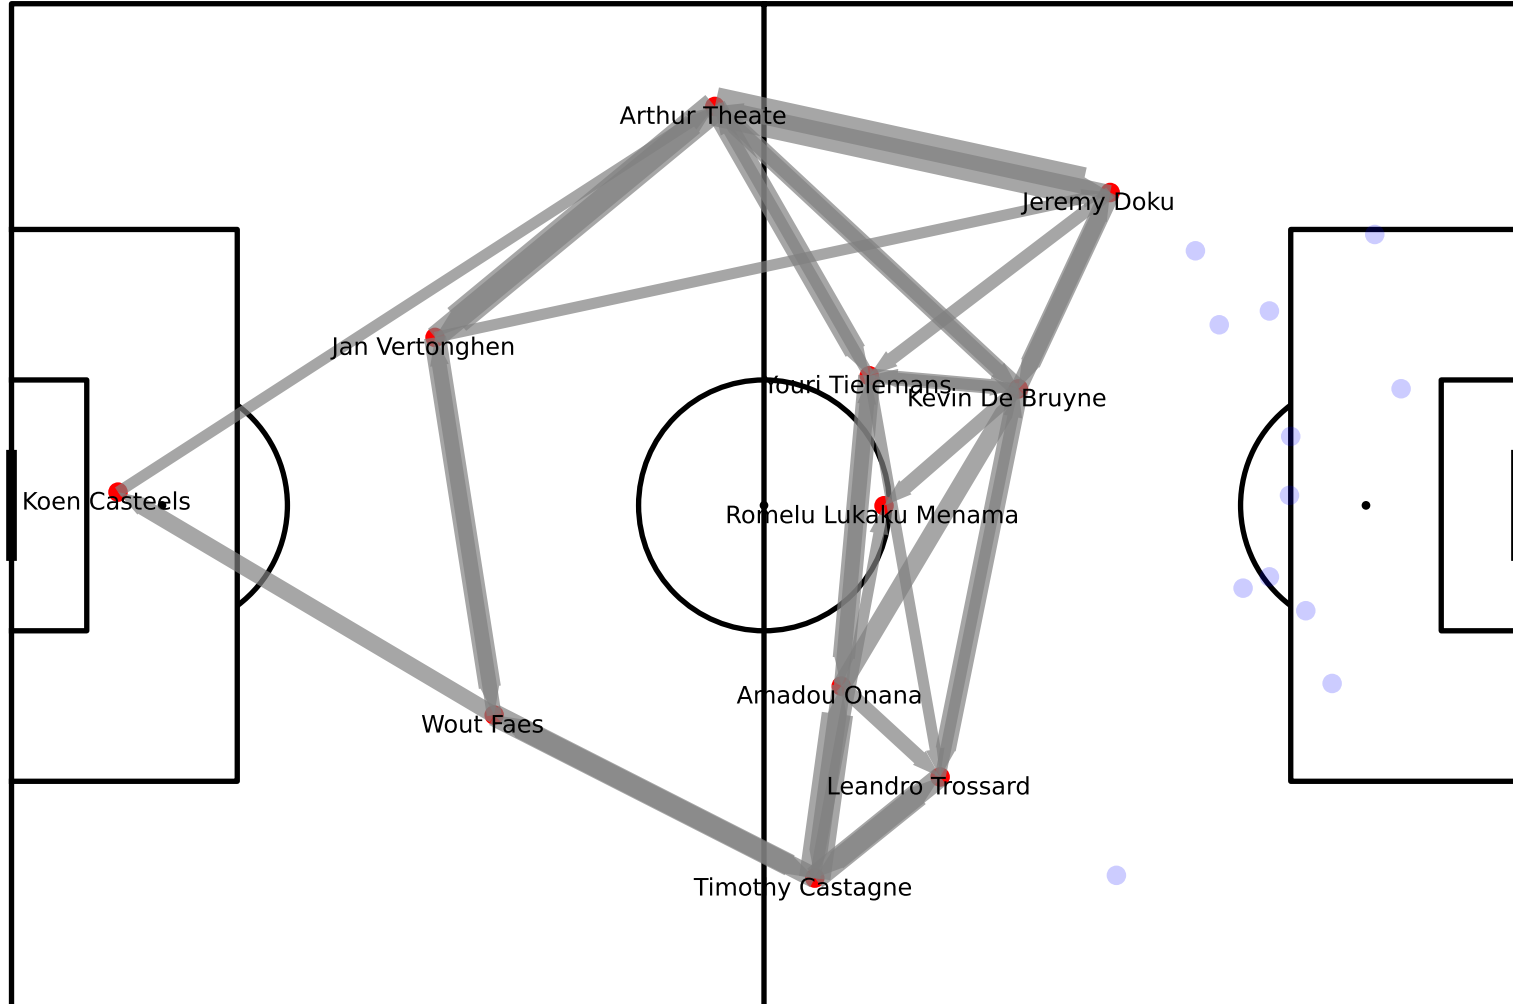 Arthur Theate
Jeremy Doku
Jan Vertonghen
Youri Tielemans
Kevin De Bruyne
Koen Casteels
Romelu Lukaku Menama
Amadou Onana
Wout Faes
Leandro Trossard
Timothy Castagne